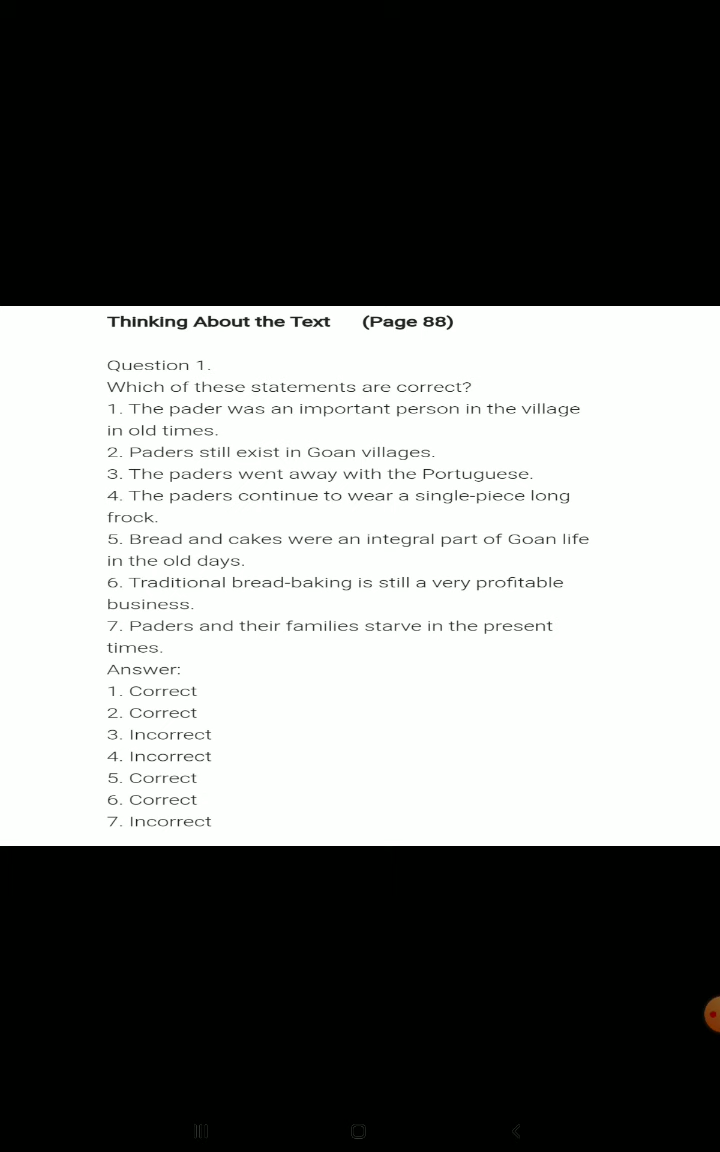 Thinking About the Text (Page 88)
Question 1.
Which of these statements are correct?
1. The pader was an important person in the village
in old times.
2. Paders still exist in Goan villages.
3. The paders went away with the Portuguese.
4. The paders continue to wear a single-piece long
frock.
5. Bread and cakes were an integral part of Goan life
in the old days.
6. Traditional bread-baking is still a very profitable
business.
7. Paders and their families starve in the present
times.
Answer:
1. Correct
2. Correct
3. Incorrect
4. Incorrect
5. Correct
6. Correct
7. Incorrect